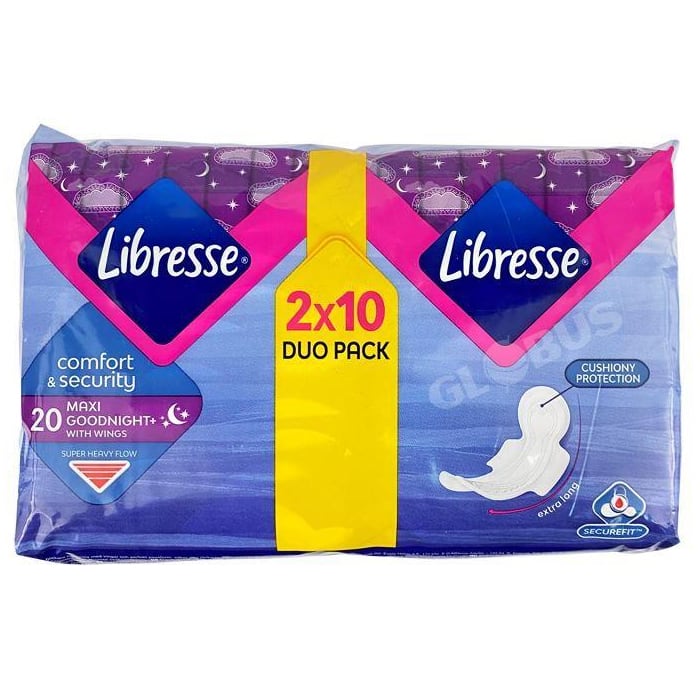 Libresse®
comfort
& security
20 MAXI
GOODNIGHT+
WITH WINGS
SUPER HEAVY FLOW
2x10
DUO PACK
Libresse®
GLOBUS
CUSHIONY
PROTECTION
extra long
SECUREFIT™